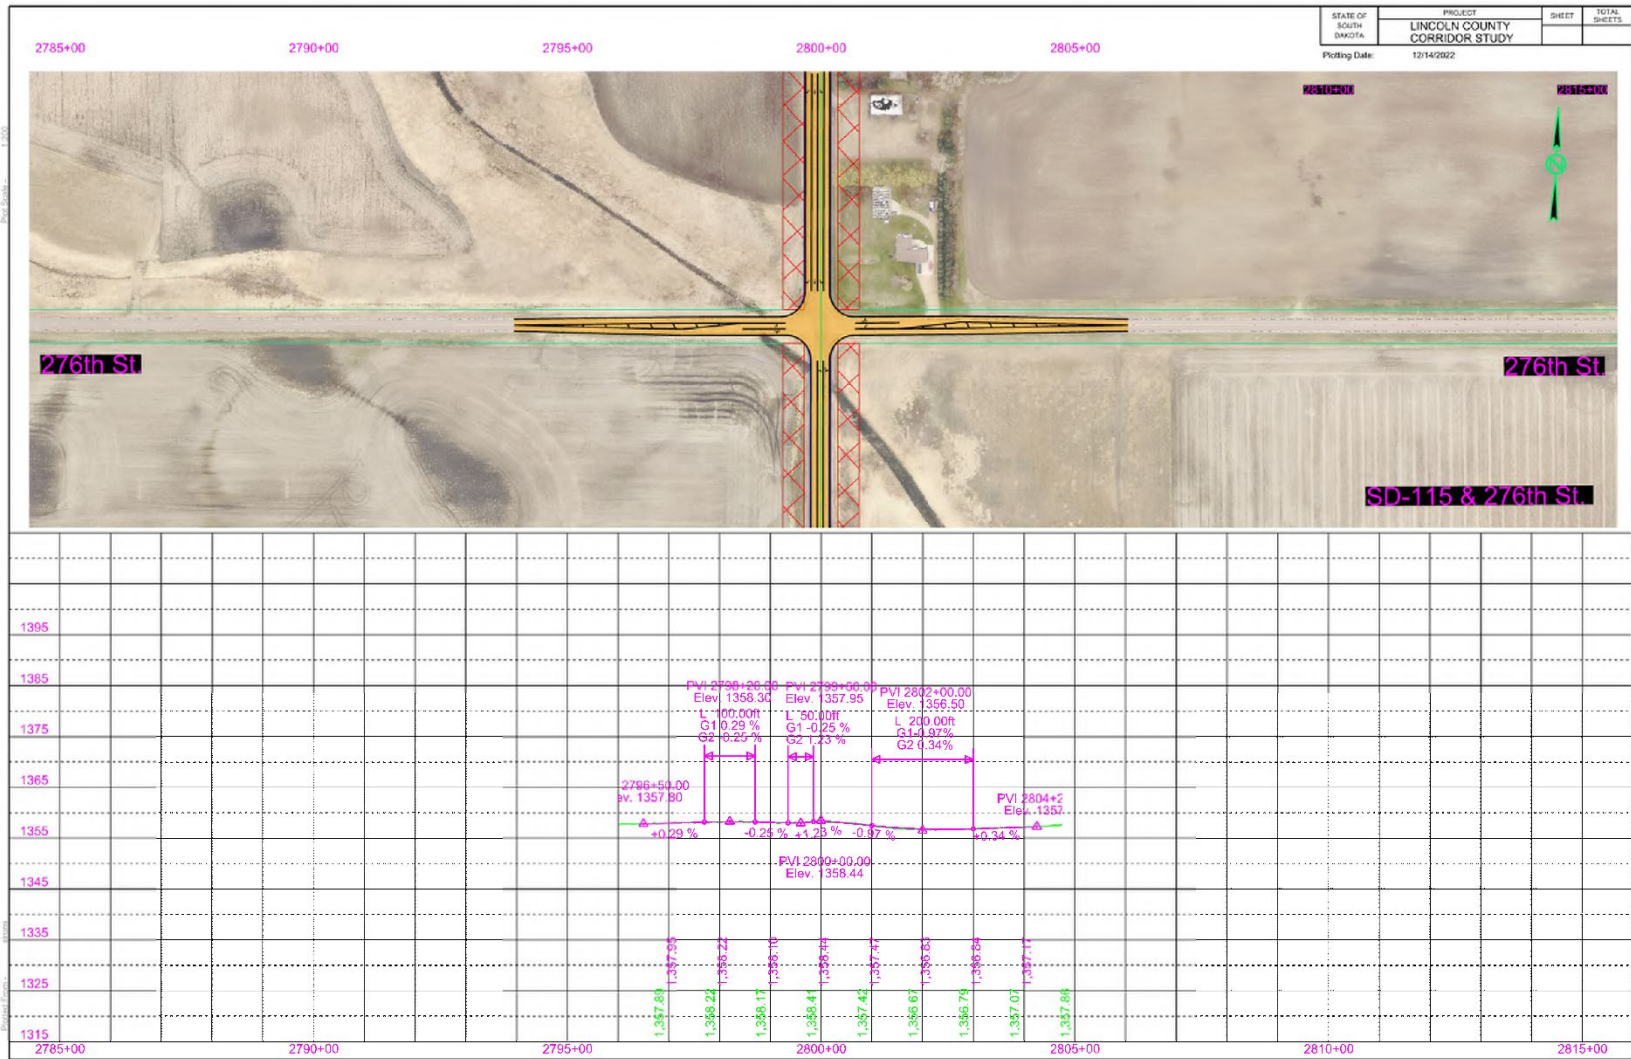 STATE OF
SOUTH
DAKOTA
PROJECT
LINCOLN COUNTY
CORRIDOR STUDY
SHEET
TOTAL
SHEETS
Plotting Date: 12/14/2022
2785+00 2790+00 2795+00 2800+00 2805+00
2810+00 2815+00
276th St.
276th St.
SD-115 & 276th St.
1395
1385
1375
1365
1355
1345
1335
1325
1315
PVI 2798+20.00
Elev. 1358.30
L 100.00ft
G1 0.29 %
G2 -0.25 %
PVI 2799+60.00
Elev. 1357.95
L 50.00ft
G1 -0.25 %
G2 1.23 %
PVI 2802+00.00
Elev. 1356.50
L 200.00ft
G1-0.97%
G2 0.34%
2796+50.00
ev. 1357.80
PVI 2804+2
Elev. 1357
+0.29 % -0.25 % +1.23 % -0.97 % +0.34 %
PVI 2800+00.00
Elev. 1358.44
1,357.95 1,358.22 1,358.10 1,358.44 1,357.47 1,356.83 1,356.84 1,357.17
1,357.89 1,358.22 1,358.17 1,358.41 1,357.42 1,356.67 1,356.79 1,357.07 1,357.86
2785+00 2790+00 2795+00 2800+00 2805+00 2810+00 2815+00